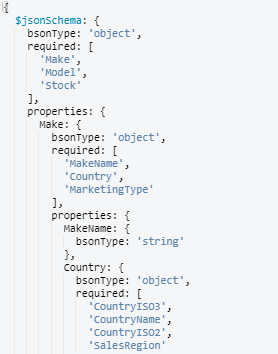 {
  $jsonSchema: {
    bsonType: 'object',
    required: [
      'Make',
      'Model',
      'Stock'
    ],
    properties: {
      Make: {
        bsonType: 'object',
        required: [
          'MakeName',
          'Country',
          'MarketingType'
        ],
        properties: {
          MakeName: {
            bsonType: 'string'
          },
          Country: {
            bsonType: 'object',
            required: [
              'CountryISO3',
              'CountryName',
              'CountryISO2',
              'SalesRegion'